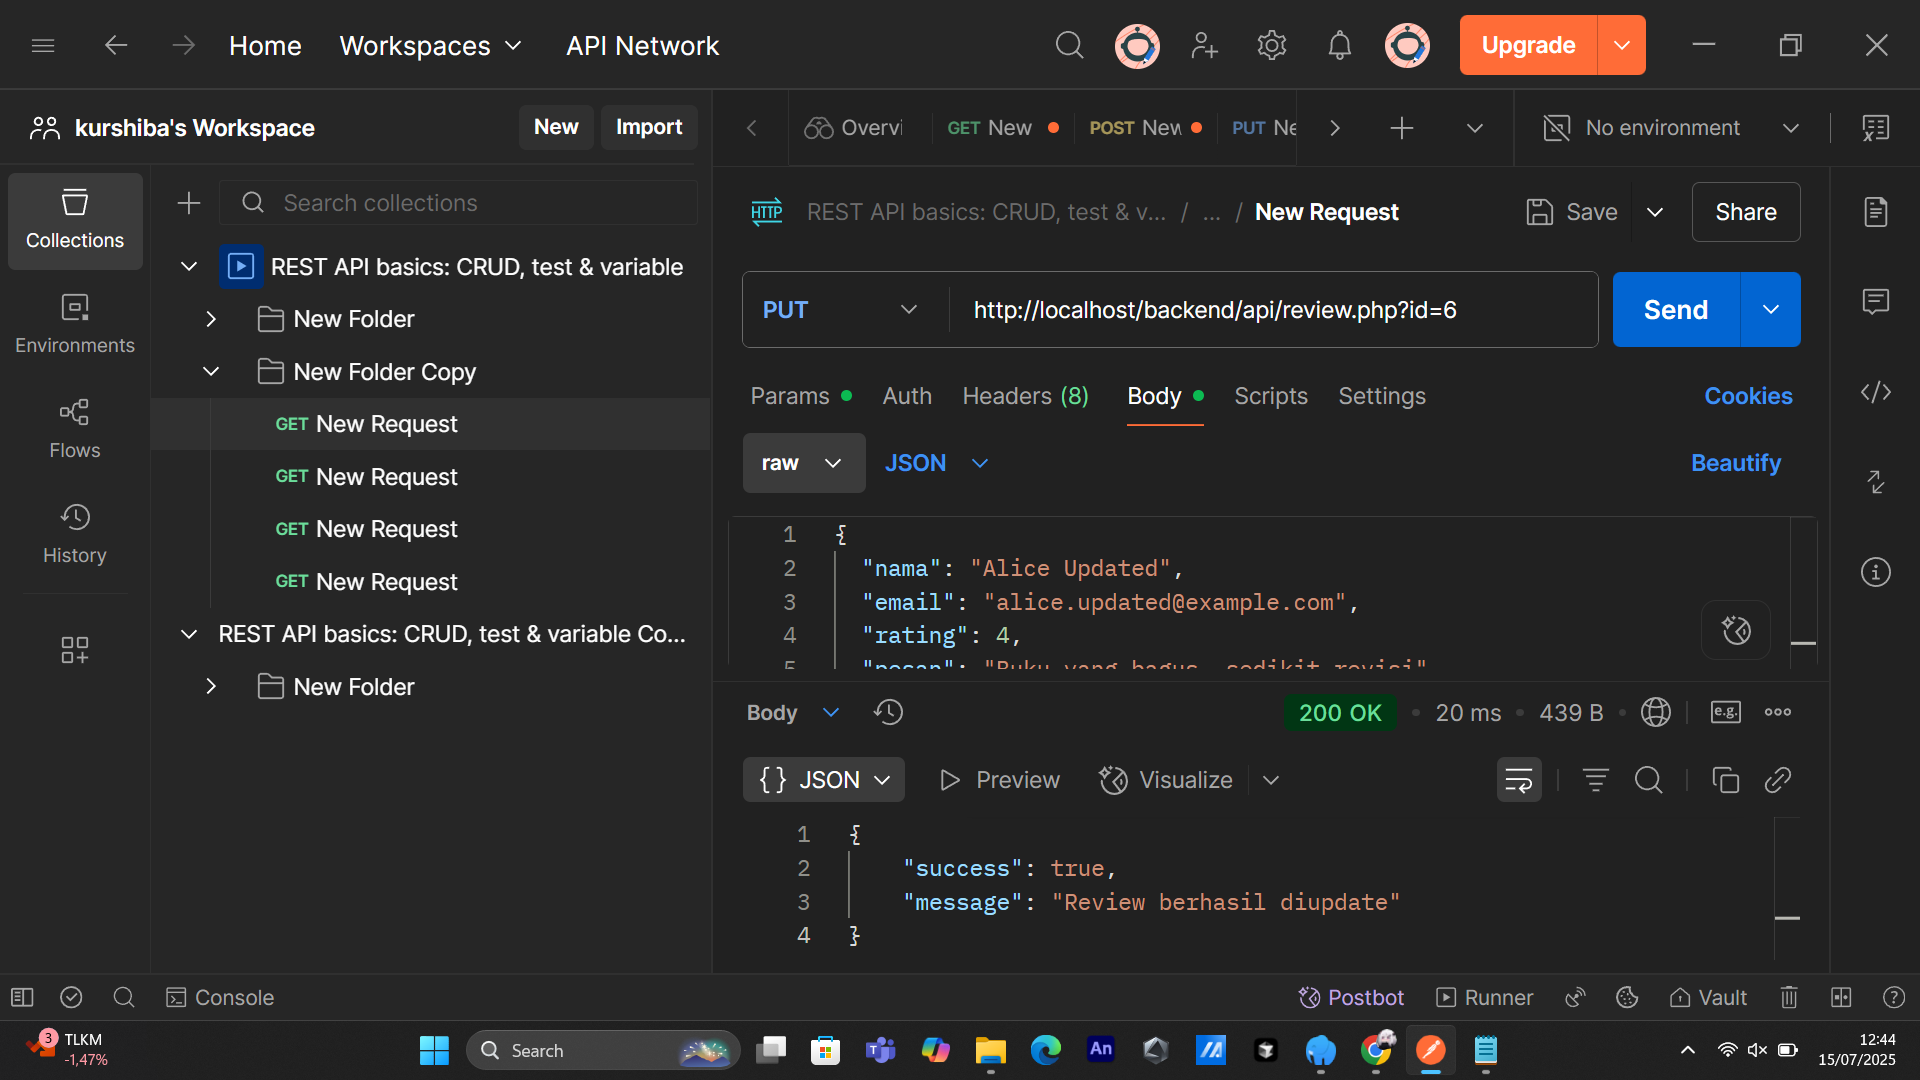 Home
Workspaces
API Network
Upgrade
kurshiba's Workspace
New
Import
Overvi
GET New
POST New
PUT Ne
No environment
Collections
Environments
Flows
History
Search collections
REST API basics: CRUD, test & variable
New Folder
New Folder Copy
GET New Request
GET New Request
GET New Request
GET New Request
REST API basics: CRUD, test & variable Co...
New Folder
HTTP
REST API basics: CRUD, test & v... / ... / New Request
Save
Share
PUT
http://localhost/backend/api/review.php?id=6
Send
Params
Auth
Headers (8)
Body
Scripts
Settings
Cookies
raw
JSON
Beautify
1 {
2 "nama": "Alice Updated",
3 "email": "alice.updated@example.com",
4 "rating": 4,
5 "pesan": "Buku yang bagus, sedikit revisi"
Body
200 OK
20 ms
439 B
e.g.
{} JSON
Preview
Visualize
1 {
2 "success": true,
3 "message": "Review berhasil diupdate"
4 }
Console
Postbot
Runner
Vault
3
TLKM
-1,47%
Search
An
12:44
15/07/2025